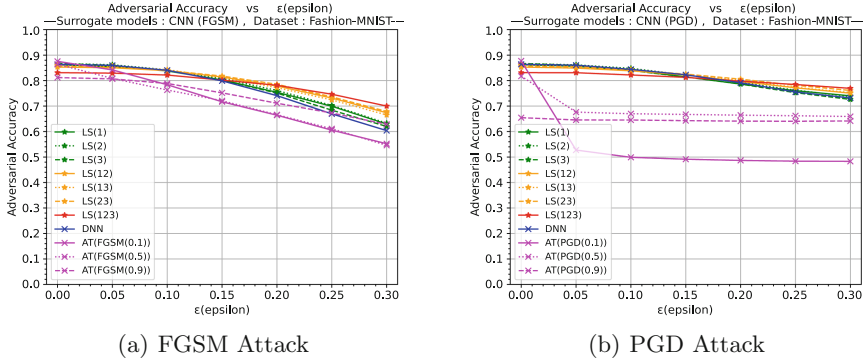 Adversarial Accuracy vs ε(epsilon)
—Surrogate models : CNN (FGSM) , Dataset : Fashion-MNIST—
1.0
0.9
0.8
0.7
0.6
0.5
0.4
0.3
0.2
0.1
0.0
Adversarial Accuracy
LS(1)
LS(2)
LS(3)
LS(12)
LS(13)
LS(23)
LS(123)
DNN
AT(FGSM(0.1))
AT(FGSM(0.5))
AT(FGSM(0.9))
0.00 0.05 0.10 0.15 0.20 0.25 0.30
ε(epsilon)
(a) FGSM Attack
Adversarial Accuracy vs ε(epsilon)
—Surrogate models : CNN (PGD) , Dataset : Fashion-MNIST—
1.0
0.9
0.8
0.7
0.6
0.5
0.4
0.3
0.2
0.1
0.0
Adversarial Accuracy
LS(1)
LS(2)
LS(3)
LS(12)
LS(13)
LS(23)
LS(123)
DNN
AT(PGD(0.1))
AT(PGD(0.5))
AT(PGD(0.9))
0.00 0.05 0.10 0.15 0.20 0.25 0.30
ε(epsilon)
(b) PGD Attack